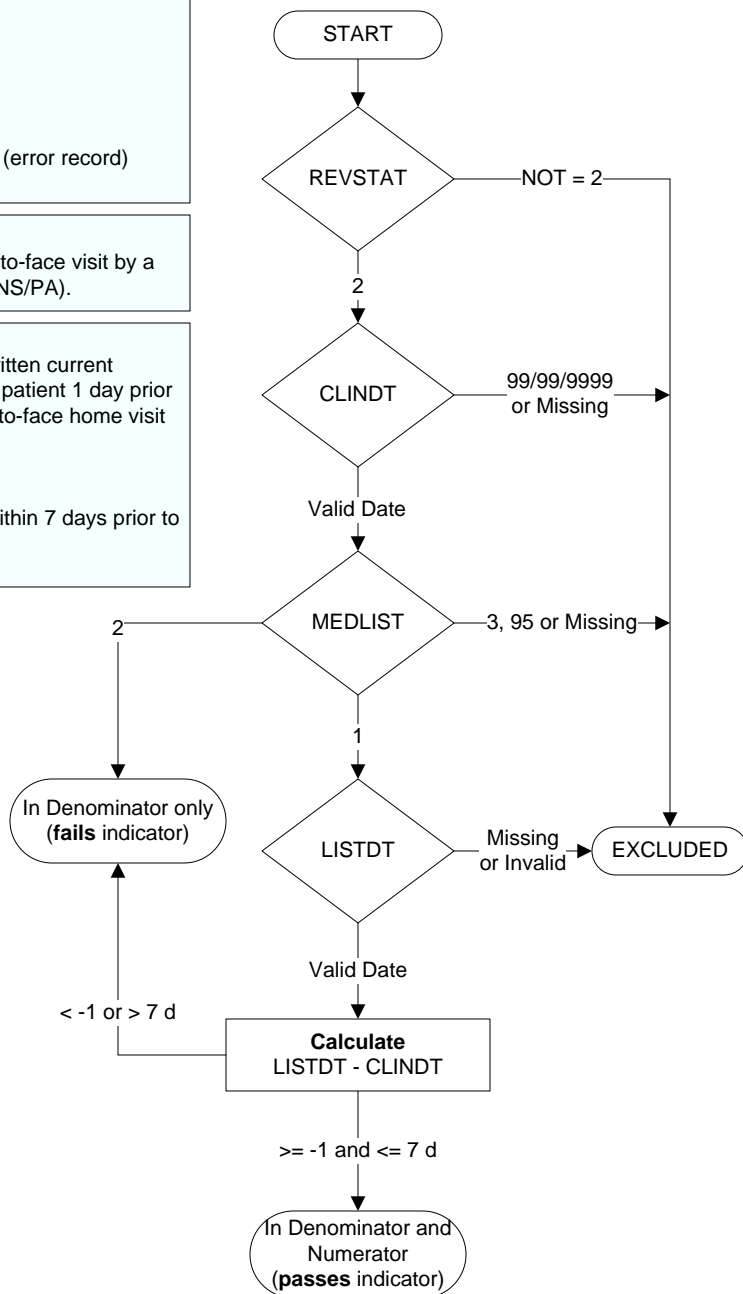 (error record)
to-face visit by a
NS/PA).
itten current
patient 1 day prior
to-face home visit
ithin 7 days prior to
START
REVSTAT
NOT = 2
2
CLINDT
99/99/9999
or Missing
Valid Date
MEDLIST
2
3, 95 or Missing
1
In Denominator only
(fails indicator)
LISTDT
Missing
or Invalid
EXCLUDED
Valid Date
< -1 or > 7 d
Calculate
LISTDT - CLINDT
>= -1 and <= 7 d
In Denominator and
Numerator
(passes indicator)